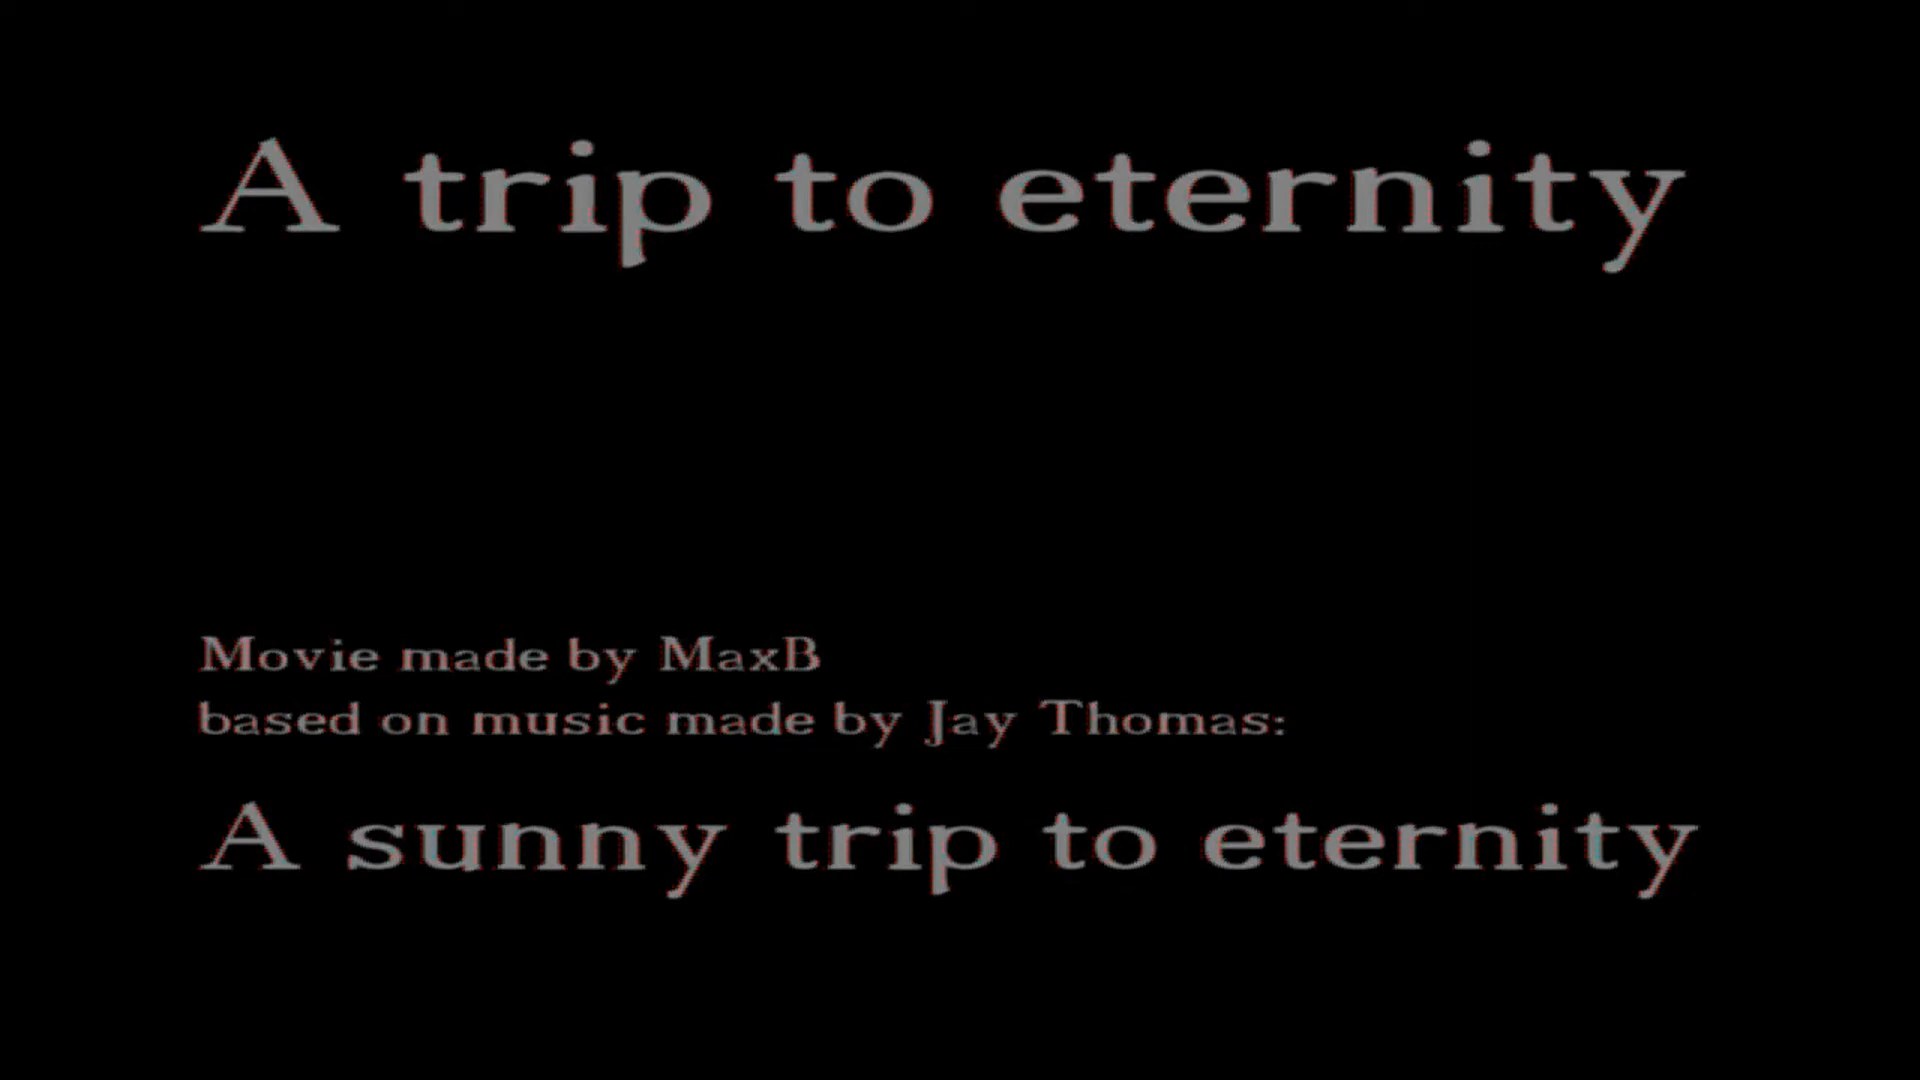 A trip to eternity
Movie made by MaxB
based on music made by Jay Thomas:
A sunny trip to eternity